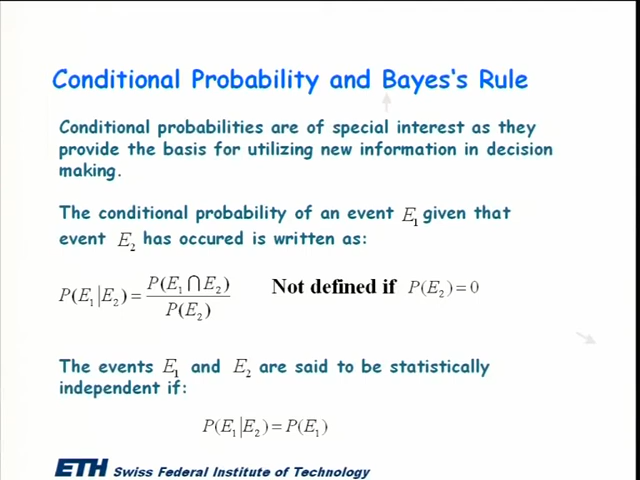 Conditional Probability and Bayes's Rule
Conditional probabilities are of special interest as they
provide the basis for utilizing new information in decision
making.
The conditional probability of an event E₁ given that
event E₂ has occured is written as:
P(E₁|E₂) = P(E₁ ⋂ E₂) / P(E₂) Not defined if P(E₂) = 0
The events E₁ and E₂ are said to be statistically
independent if:
P(E₁|E₂) = P(E₁)
ETH Swiss Federal Institute of Technology